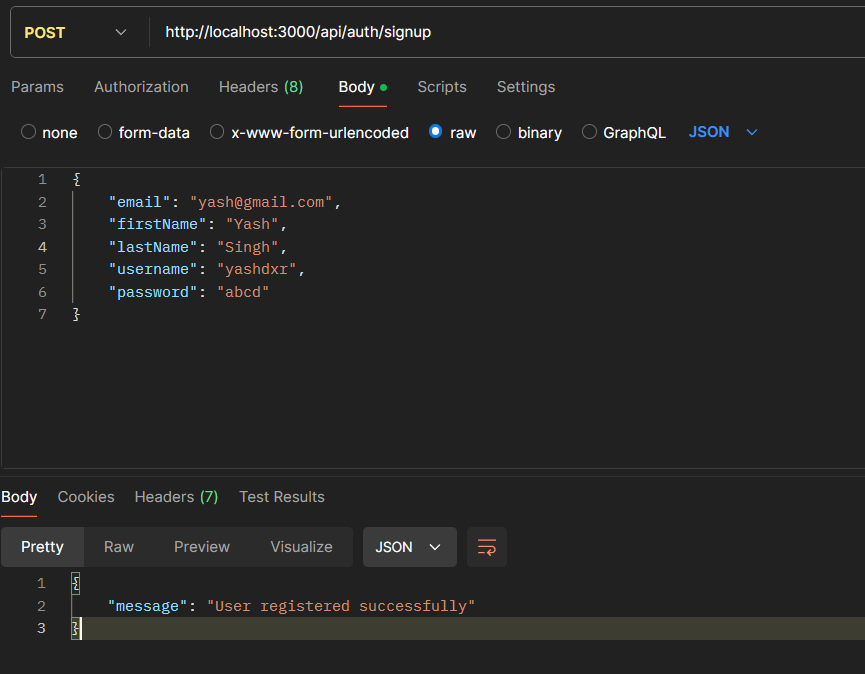 POST http://localhost:3000/api/auth/signup
Params Authorization Headers (8) Body Scripts Settings
none form-data x-www-form-urlencoded raw binary GraphQL JSON
1 {
2 "email": "yash@gmail.com",
3 "firstName": "Yash",
4 "lastName": "Singh",
5 "username": "yashdxr",
6 "password": "abcd"
7 }
Body Cookies Headers (7) Test Results
Pretty Raw Preview Visualize JSON
1 {
2 "message": "User registered successfully"
3 }